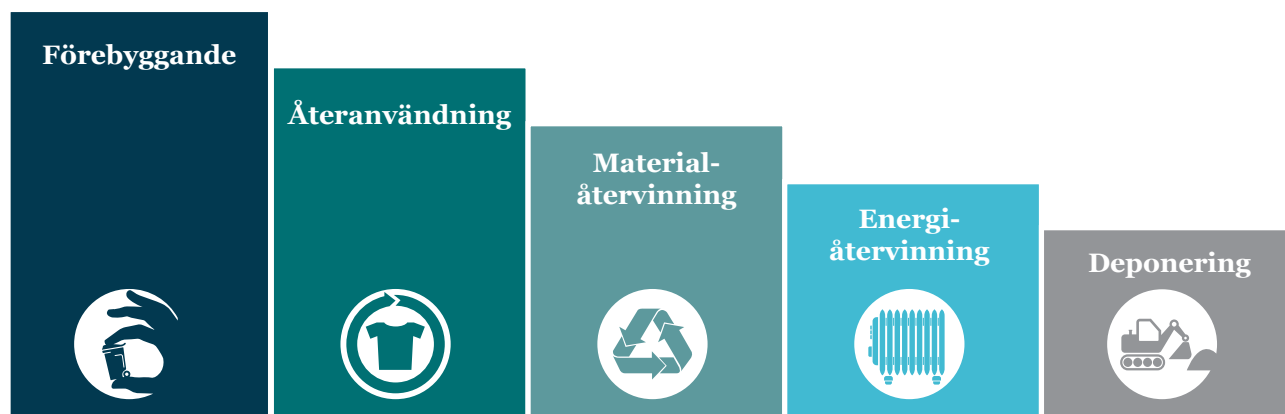 Förebyggande
Återanvändning
Material-
återvinning
Energi-
återvinning
Deponering